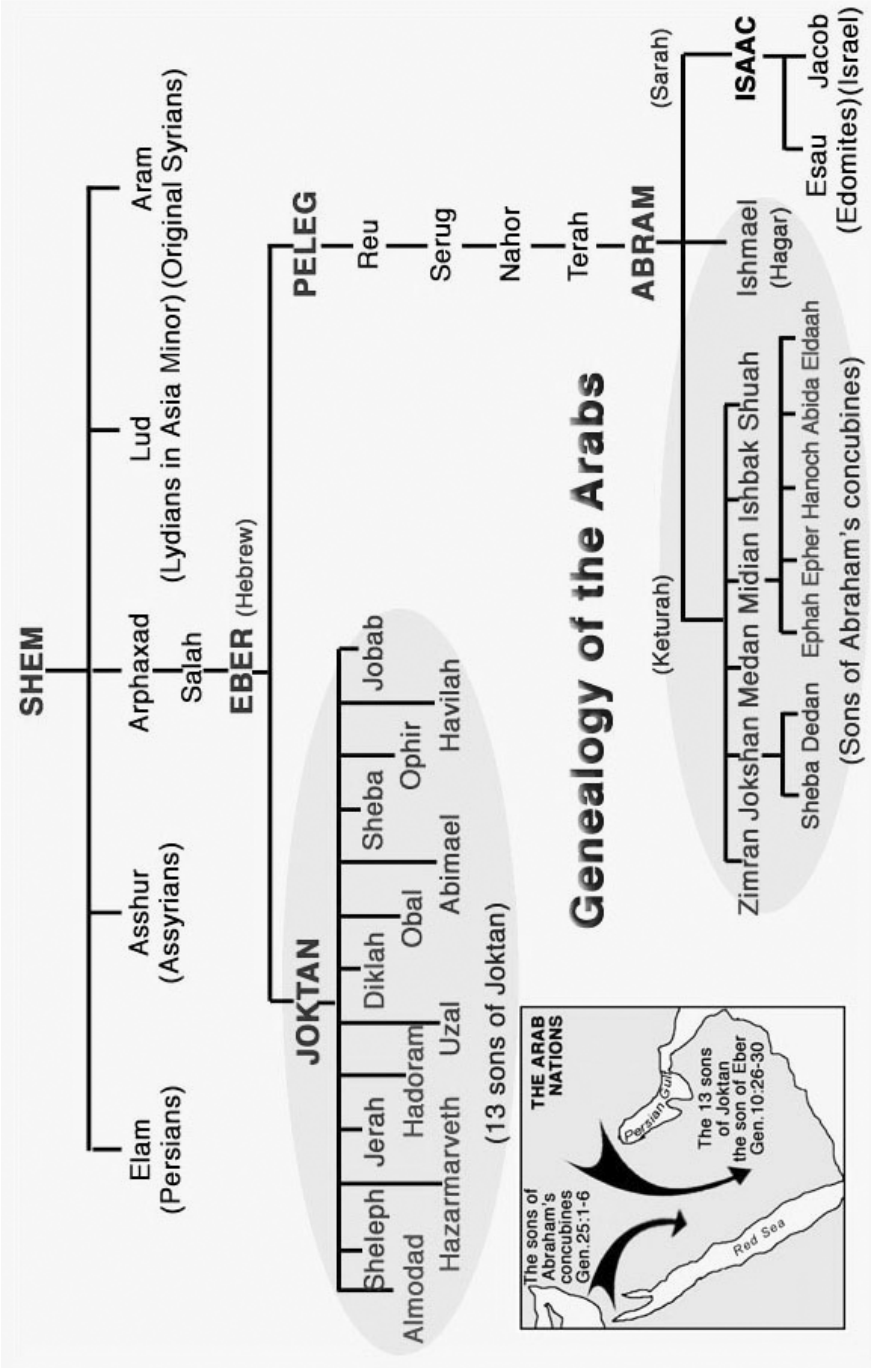 SHEM
Elam Asshur Arphaxad Lud Aram
(Persians) (Assyrians) Salah (Lydians in Asia Minor) (Original Syrians)
EBER (Hebrew)
JOKTAN PELEG
Sheleph Jerah Diklah Sheba Jobab Reu
Almodad Hadoram Obal Ophir
Hazarmarveth Uzal Abimael Havilah Serug
(13 sons of Joktan) Nahor
Terah
Genealogy of the Arabs
ABRAM
(Keturah) (Sarah)
Zimran Jokshan Medan Midian Ishbak Shuah Ishmael ISAAC
(Hagar)
Sheba Dedan Ephah Epher Hanoch Abida Eldaah Esau Jacob
(Sons of Abraham's concubines) (Edomites) (Israel)
THE ARAB
NATIONS
The sons of
Abraham's
concubines
Gen.25:1-6
Persian Gulf
The 13 sons
of Joktan
the son of Eber
Gen.10:26-30
Red Sea